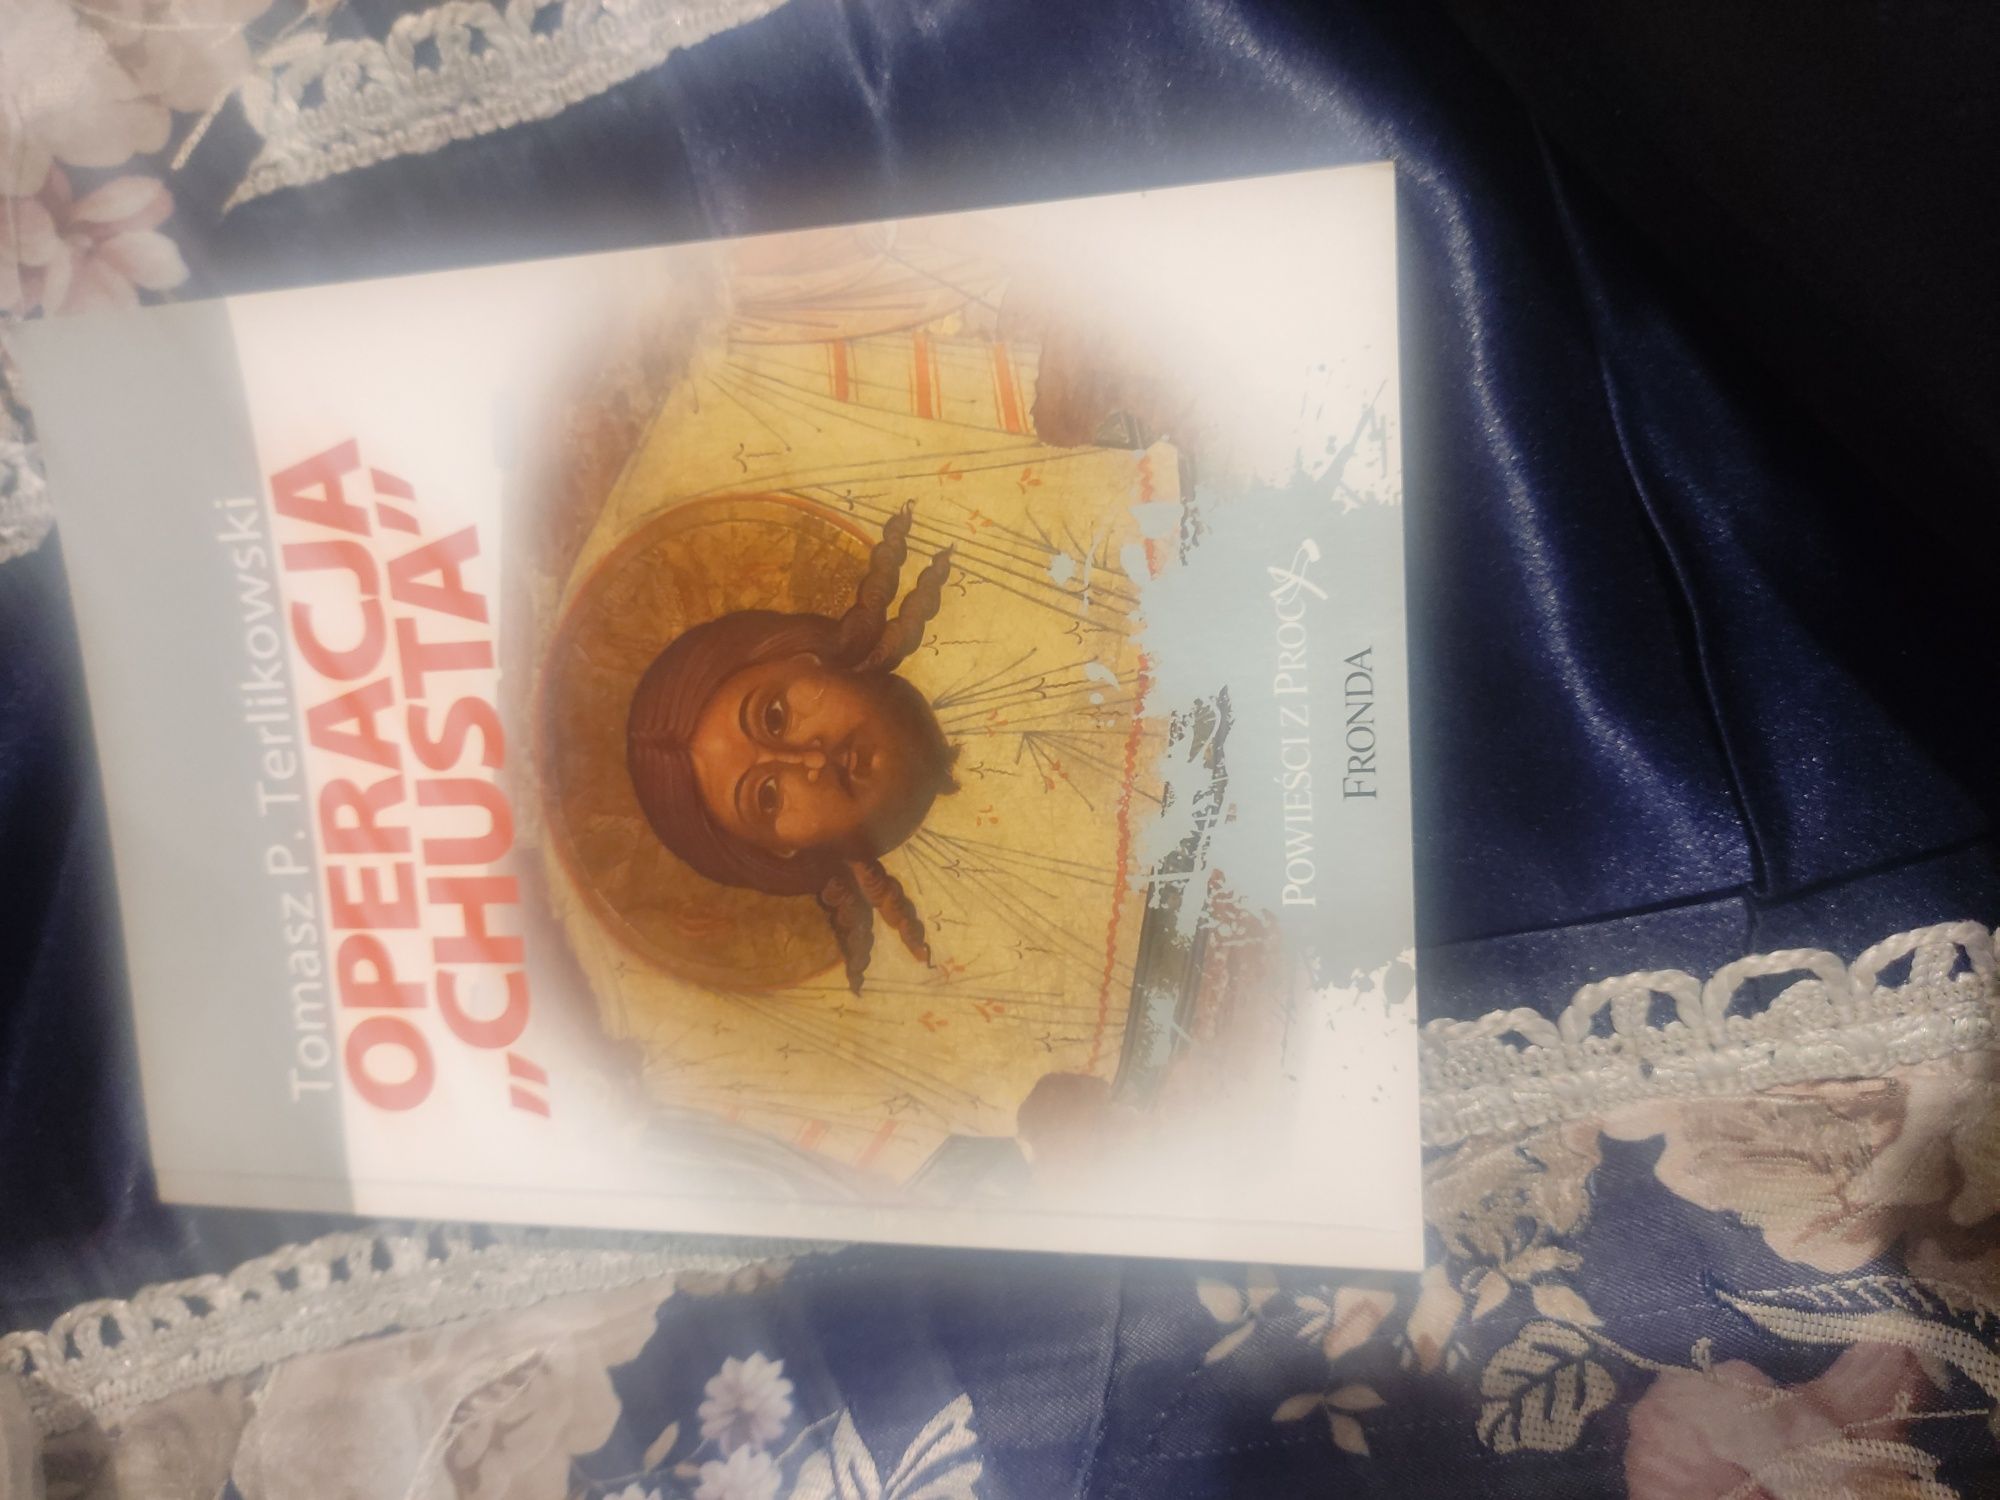 Tomasz P. Terlikowski
OPERACJA
„CHUSTA”
POWIEŚCI Z PROCY
FRONDA